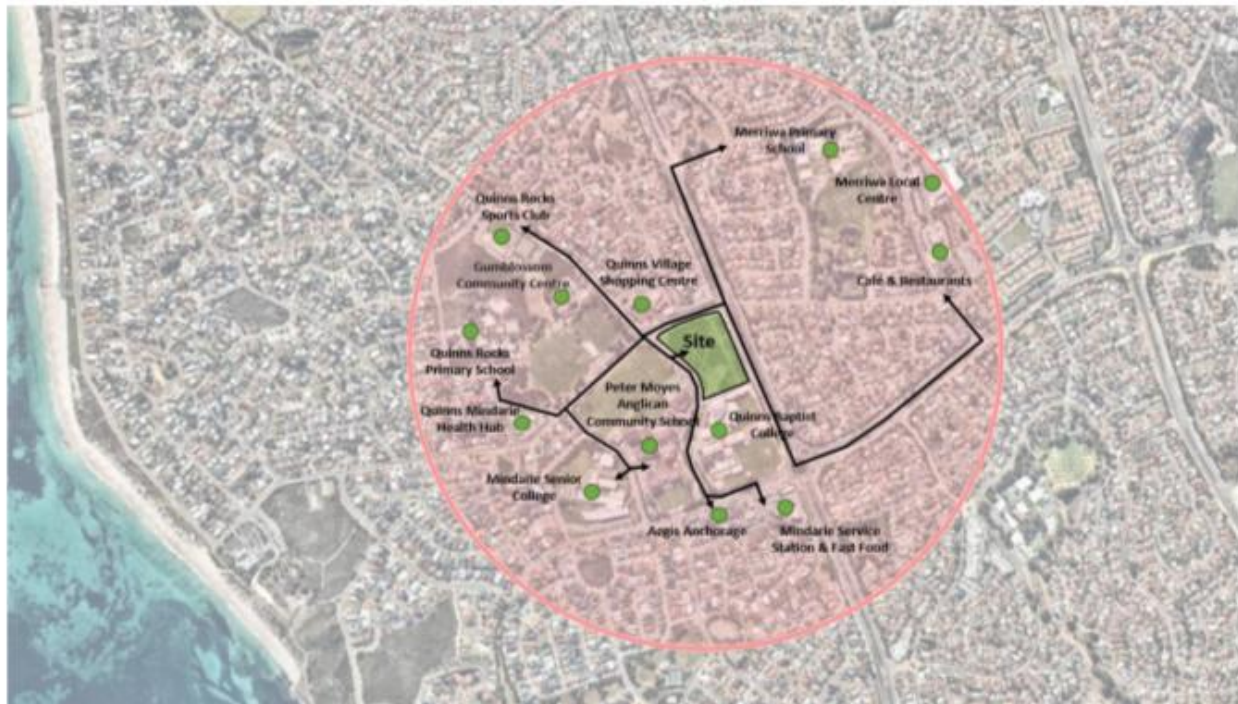 Merriwa Primary
School
Merriwa Local
Centre
Quinns Rocks
Sports Club
Gumblossom
Community Centre
Quinns Village
Shopping Centre
Café & Restaurants
Site
Quinns Rocks
Primary School
Peter Moyes
Anglican
Community School
Quinns Mindarie
Health Hub
Quinns Baptist
College
Mindarie Senior
College
Aegis Anchorage
Mindarie Service
Station & Fast Food